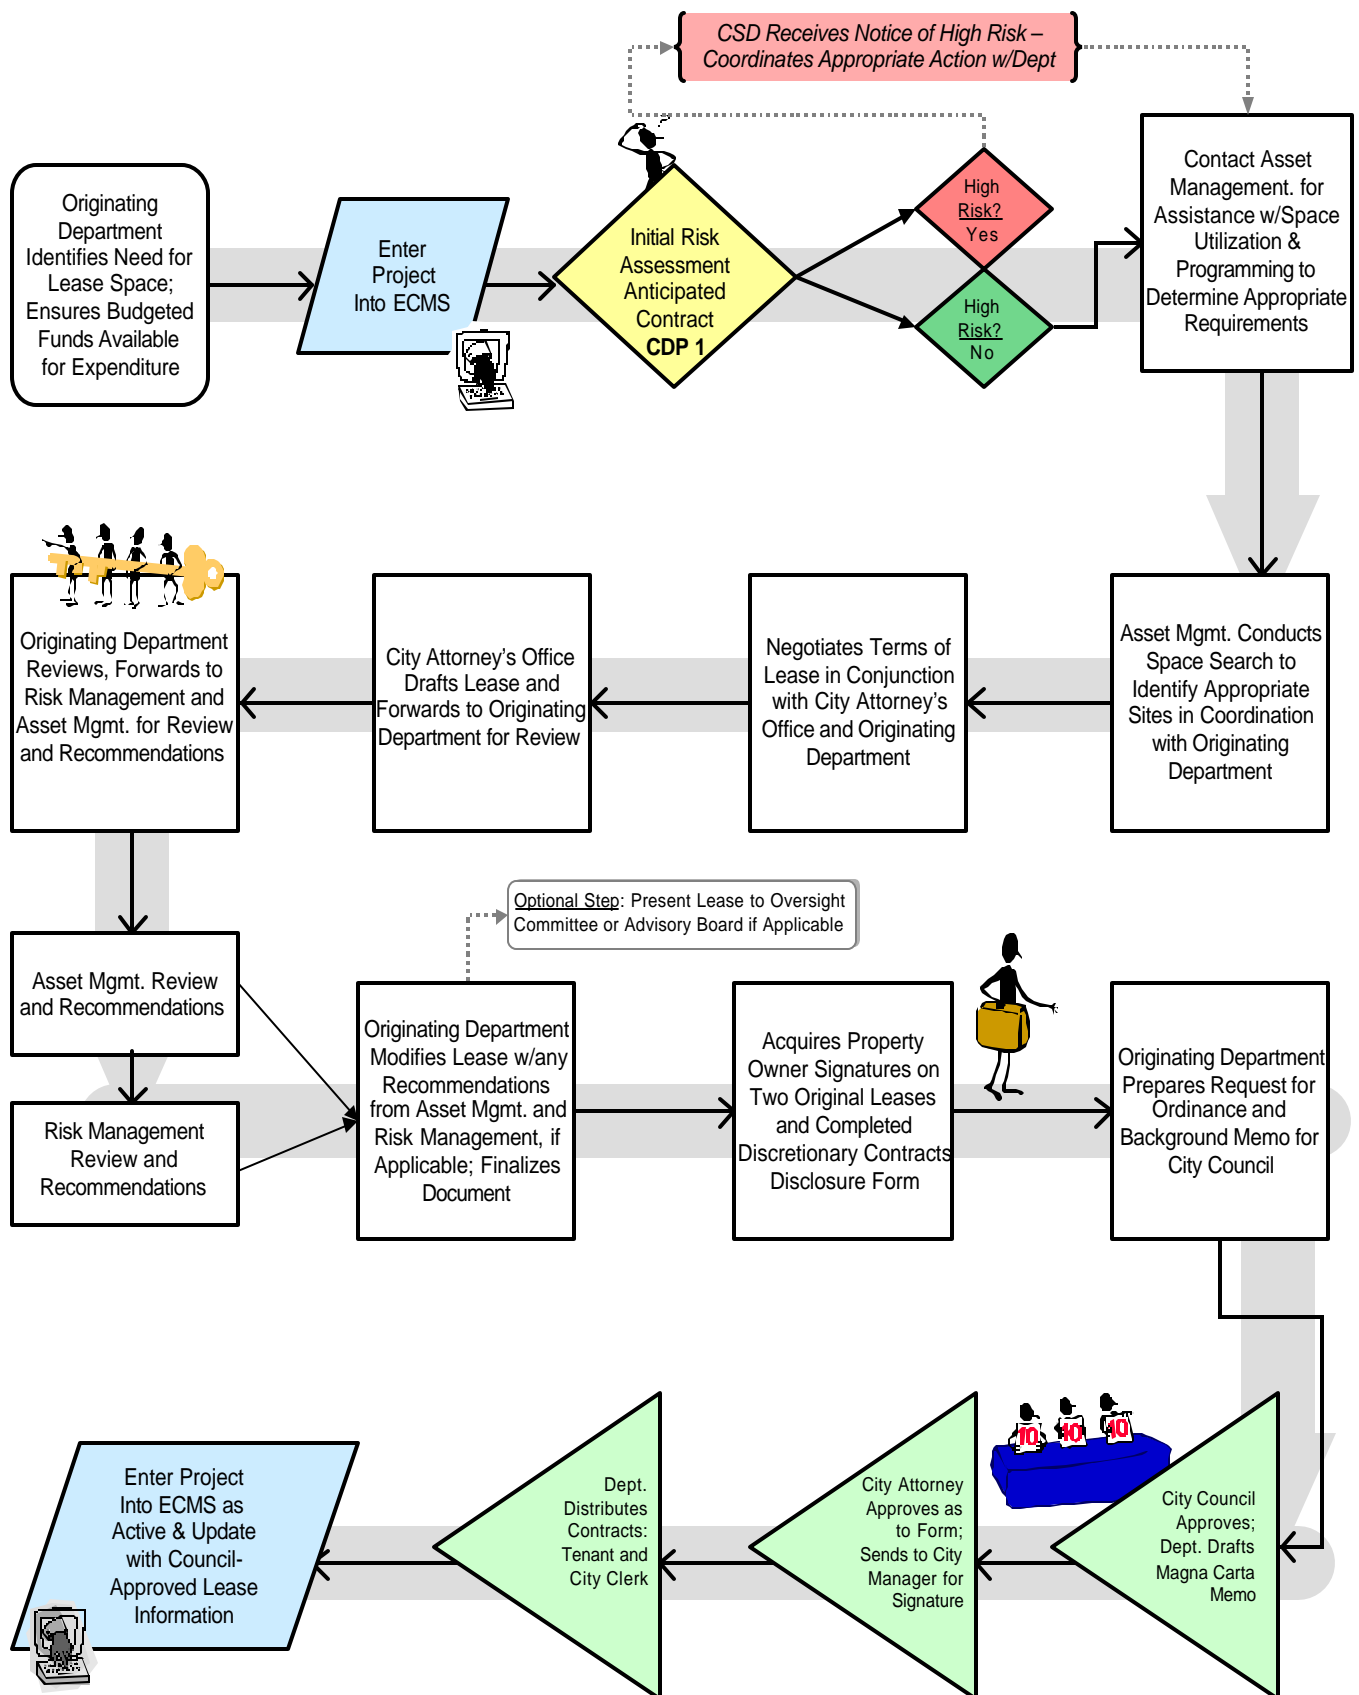 CSD Receives Notice of High Risk –
Coordinates Appropriate Action w/Dept
Originating
Department
Identifies Need for
Lease Space;
Ensures Budgeted
Funds Available
for Expenditure
Enter
Project
Into ECMS
Initial Risk
Assessment
Anticipated
Contract
CDP 1
High
Risk?
Yes
High
Risk?
No
Contact Asset
Management. for
Assistance w/Space
Utilization &
Programming to
Determine Appropriate
Requirements
Originating Department
Reviews, Forwards to
Risk Management and
Asset Mgmt. for Review
and Recommendations
City Attorney's Office
Drafts Lease and
Forwards to Originating
Department for Review
Negotiates Terms of
Lease in Conjunction
with City Attorney's
Office and Originating
Department
Asset Mgmt. Conducts
Space Search to
Identify Appropriate
Sites in Coordination
with Originating
Department
Optional Step: Present Lease to Oversight
Committee or Advisory Board if Applicable
Asset Mgmt. Review
and Recommendations
Risk Management
Review and
Recommendations
Originating Department
Modifies Lease w/any
Recommendations
from Asset Mgmt. and
Risk Management, if
Applicable; Finalizes
Document
Acquires Property
Owner Signatures on
Two Original Leases
and Completed
Discretionary Contracts
Disclosure Form
Originating Department
Prepares Request for
Ordinance and
Background Memo for
City Council
Enter Project
Into ECMS as
Active & Update
with Council-
Approved Lease
Information
Dept.
Distributes
Contracts:
Tenant and
City Clerk
City Attorney
Approves as
to Form;
Sends to City
Manager for
Signature
10 10 10
City Council
Approves;
Dept. Drafts
Magna Carta
Memo